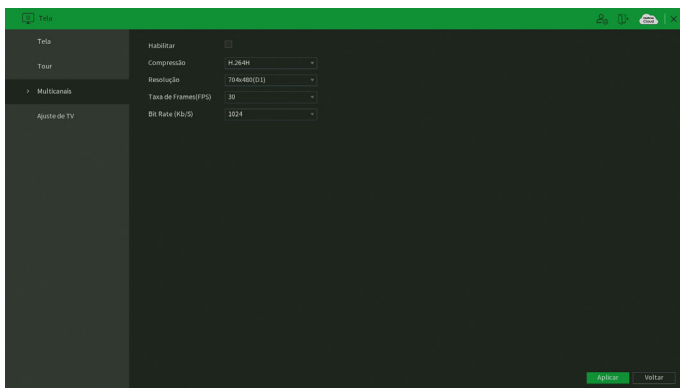 Tela
Tela
Tour
> Multicanais
Ajuste de TV
Habilitar
Compressão H.264H
Resolução 704x480(D1)
Taxa de Frames(FPS) 30
Bit Rate (Kb/S) 1024
Cloud
Aplicar Voltar